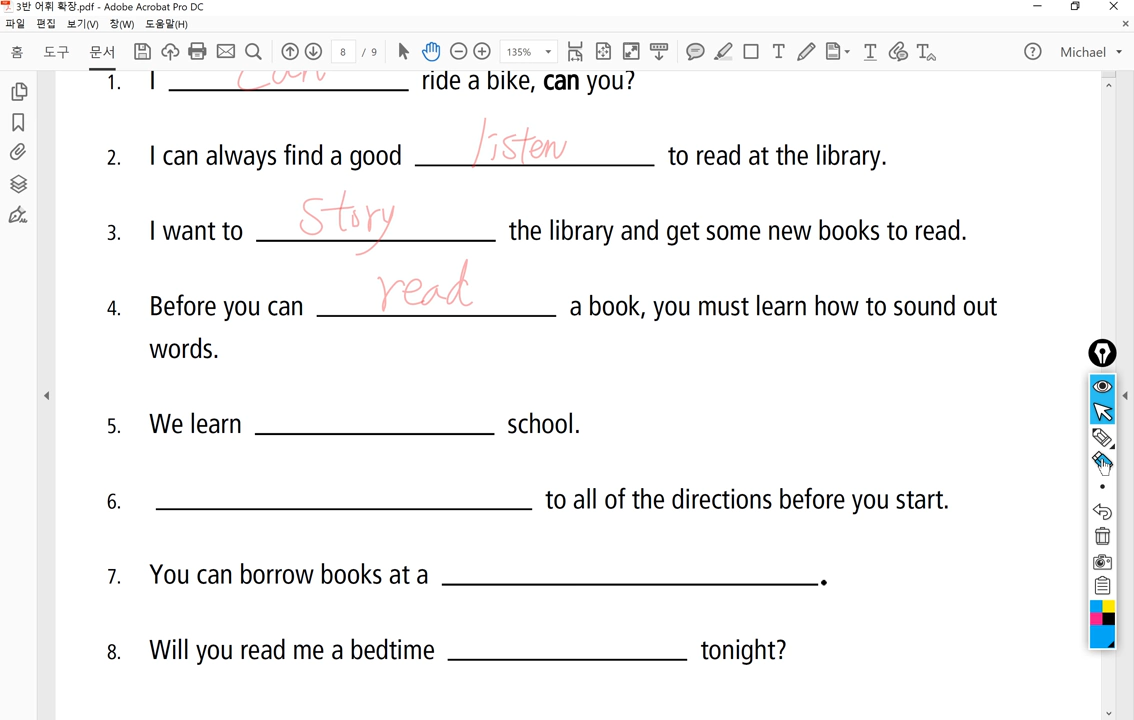 3반 어휘 확장.pdf - Adobe Acrobat Pro DC
파일 편집 보기(V) 창(W) 도움말(H)
홈 도구 문서 8 / 9 135% Michael
1. I can ride a bike, can you?
2. I can always find a good listen to read at the library.
3. I want to story the library and get some new books to read.
4. Before you can read a book, you must learn how to sound out
words.
5. We learn school.
6. to all of the directions before you start.
7. You can borrow books at a .
8. Will you read me a bedtime tonight?